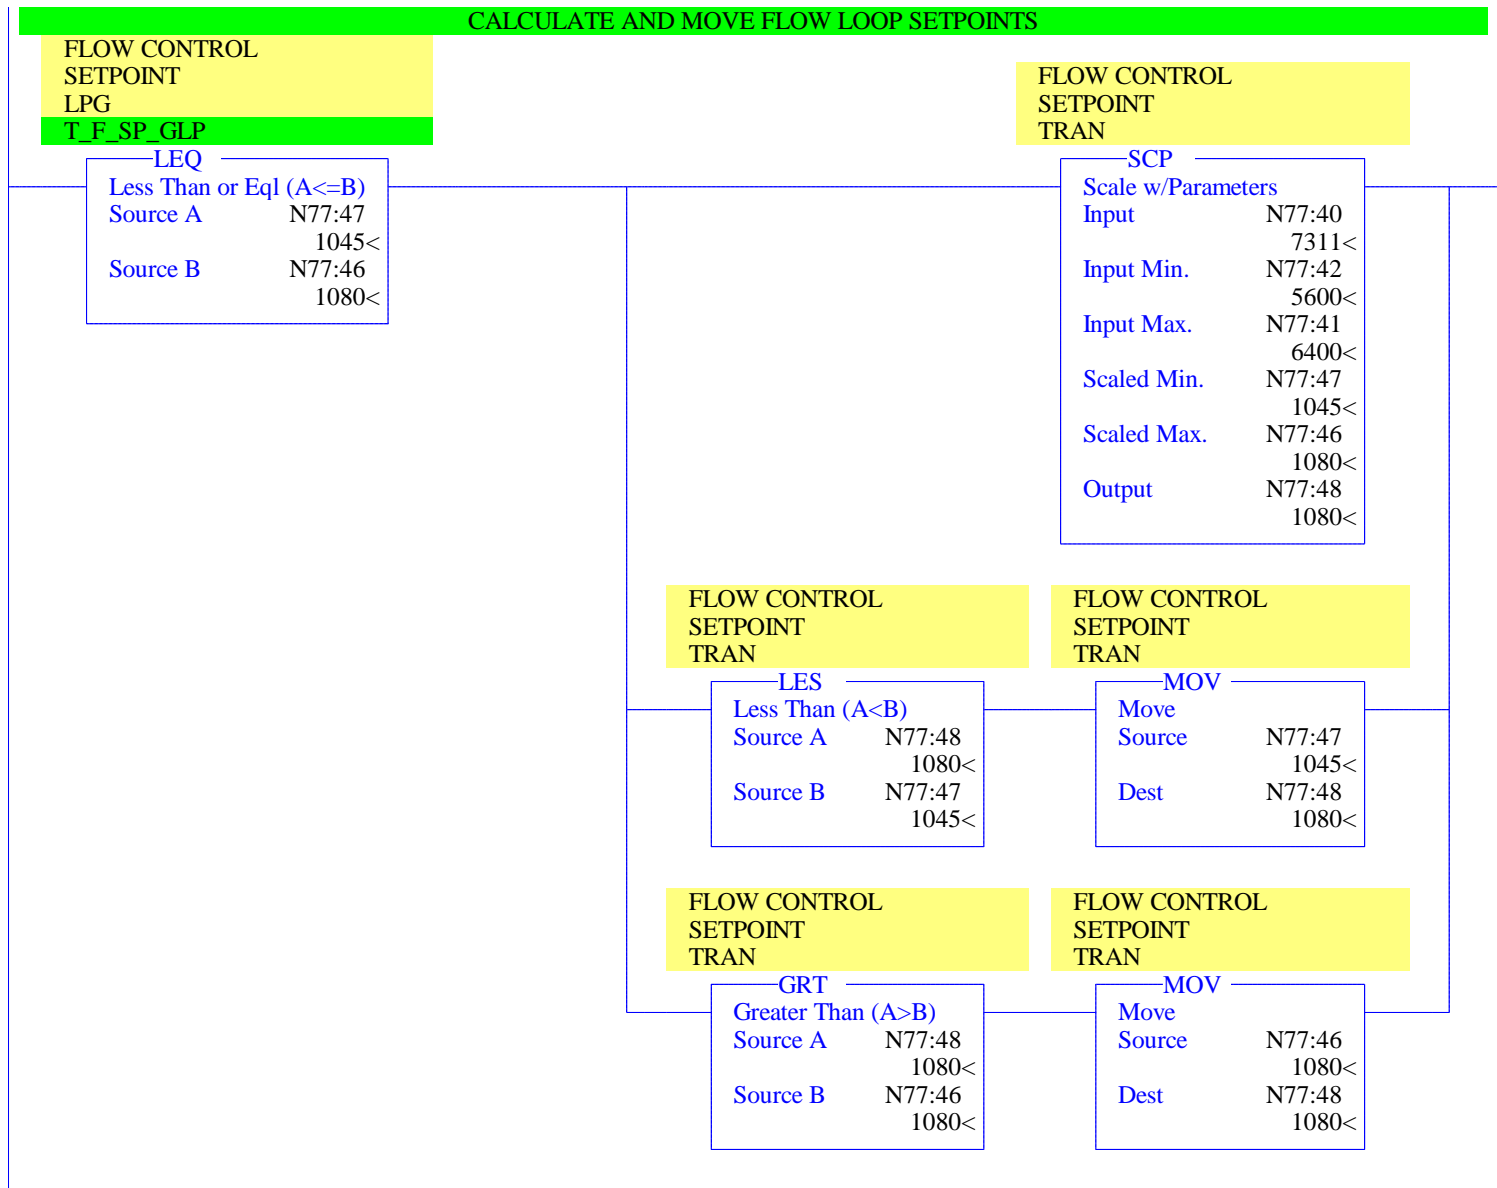 CALCULATE AND MOVE FLOW LOOP SETPOINTS
FLOW CONTROL
SETPOINT
LPG
T_F_SP_GLP
LEQ
Less Than or Eql (A<=B)
Source A N77:47
1045<
Source B N77:46
1080<
FLOW CONTROL
SETPOINT
TRAN
SCP
Scale w/Parameters
Input N77:40
7311<
Input Min. N77:42
5600<
Input Max. N77:41
6400<
Scaled Min. N77:47
1045<
Scaled Max. N77:46
1080<
Output N77:48
1080<
FLOW CONTROL
SETPOINT
TRAN
LES
Less Than (A<B)
Source A N77:48
1080<
Source B N77:47
1045<
FLOW CONTROL
SETPOINT
TRAN
MOV
Move
Source N77:47
1045<
Dest N77:48
1080<
FLOW CONTROL
SETPOINT
TRAN
GRT
Greater Than (A>B)
Source A N77:48
1080<
Source B N77:46
1080<
FLOW CONTROL
SETPOINT
TRAN
MOV
Move
Source N77:46
1080<
Dest N77:48
1080<